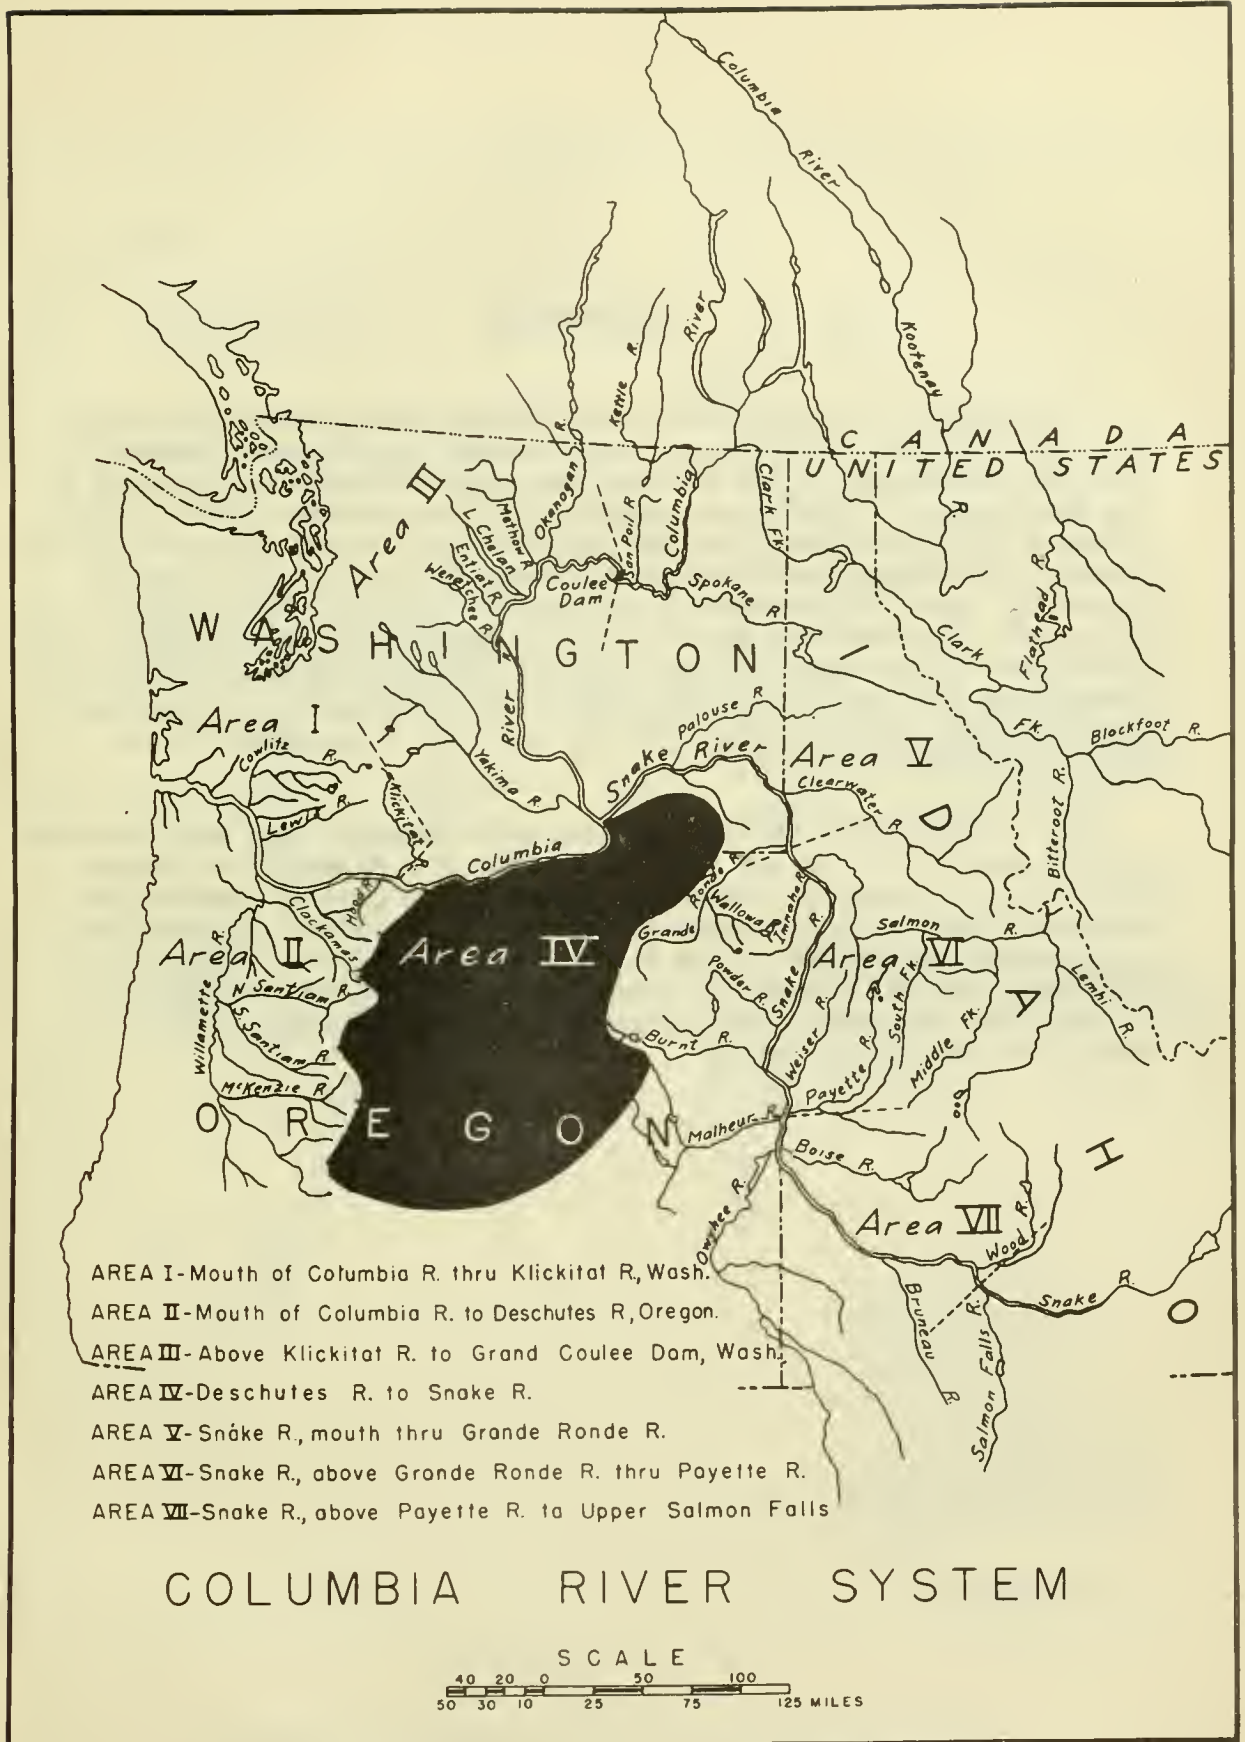 Columbia
River
River
Kettle R.
Kootenay
R.
CANADA
UNITED STATES
Area III
Okanogan R.
Methow R
L. Chelan
Entiat R
Wenatchee R
San Poil R
Columbia
Clark Fk.
Coulee
Dam
Spokane R
Flathead R.
Clark
Fk.
Blackfoot R.
Bitteroot R.
WASHINGTON
River
Area I
Cowlitz R.
Lewis R.
Klickitat R.
Yakima R.
Palouse R
Snake River
Area V
Clearwater R.
Columbia
Hood R.
Clackamas
Area II
Area IV
Grande Ronde R
Wallowa R
Imnaha R.
Salmon R.
Area VI
Snake R.
Powder R.
Lemhi R.
Willamette R.
N Santiam R.
S. Santiam R
McKenzie R
Burnt R.
Weiser R.
Payette R.
South Fk.
Middle Fk.
OREGON
IDAHO
Malheur R.
Boise R.
Owyhee R.
Area VII
Wood R.
Bruneau R.
Snake R.
Salmon Falls R.
AREA I-Mouth of Columbia R. thru Klickitat R., Wash.
AREA II-Mouth of Columbia R. to Deschutes R, Oregon.
AREA III-Above Klickitat R. to Grand Coulee Dam, Wash.
AREA IV-Deschutes R. to Snake R.
AREA V-Snake R., mouth thru Grande Ronde R.
AREA VI-Snake R., above Grande Ronde R. thru Payette R.
AREA VII-Snake R., above Payette R. to Upper Salmon Falls
COLUMBIA RIVER SYSTEM
SCALE
40 20 0 50 100
50 30 10 25 75 125 MILES